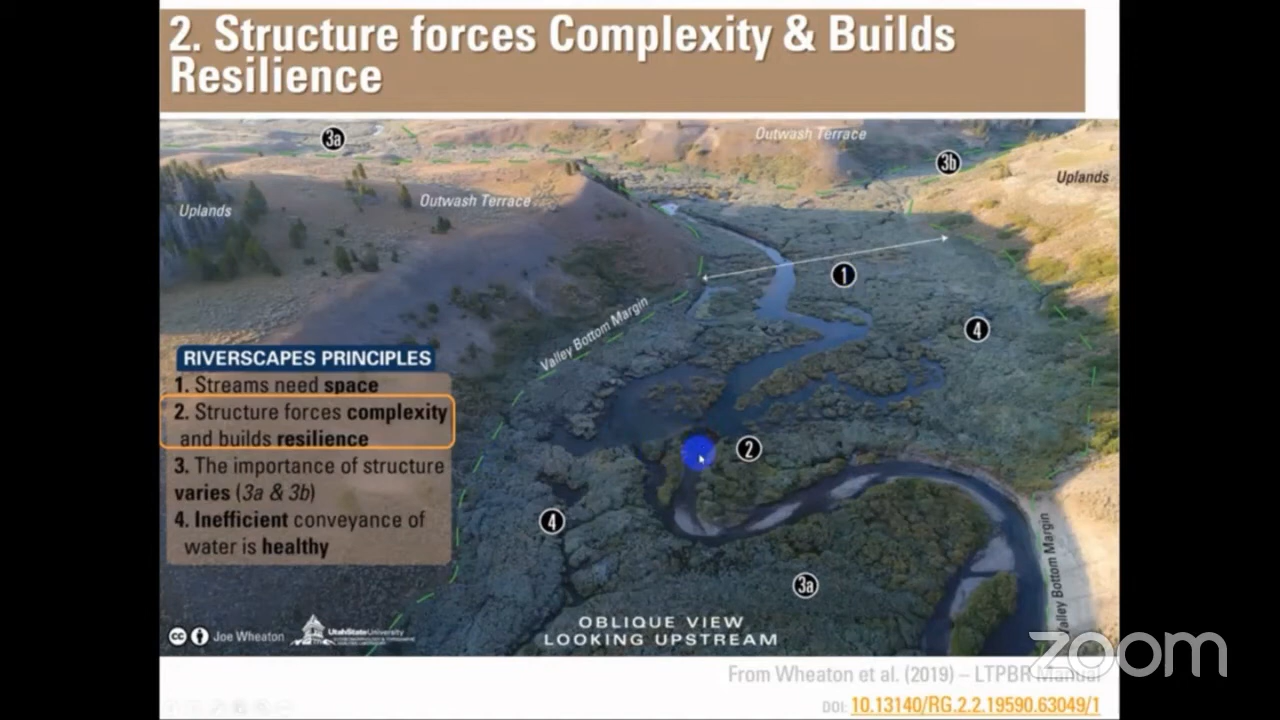 2. Structure forces Complexity & Builds
Resilience
3a
Outwash Terrace
3b
Uplands
Outwash Terrace
Uplands
1
Valley Bottom Margin
4
RIVERSCAPES PRINCIPLES
1. Streams need space
2. Structure forces complexity
and builds resilience
3. The importance of structure
varies (3a & 3b)
4. Inefficient conveyance of
water is healthy
2
4
3a
Valley Bottom Margin
OBLIQUE VIEW
LOOKING UPSTREAM
cc
Joe Wheaton
UtahStateUniversity
zoom
From Wheaton et al. (2019) – LTPBR Manual
DOI: 10.13140/RG.2.2.19590.63049/1